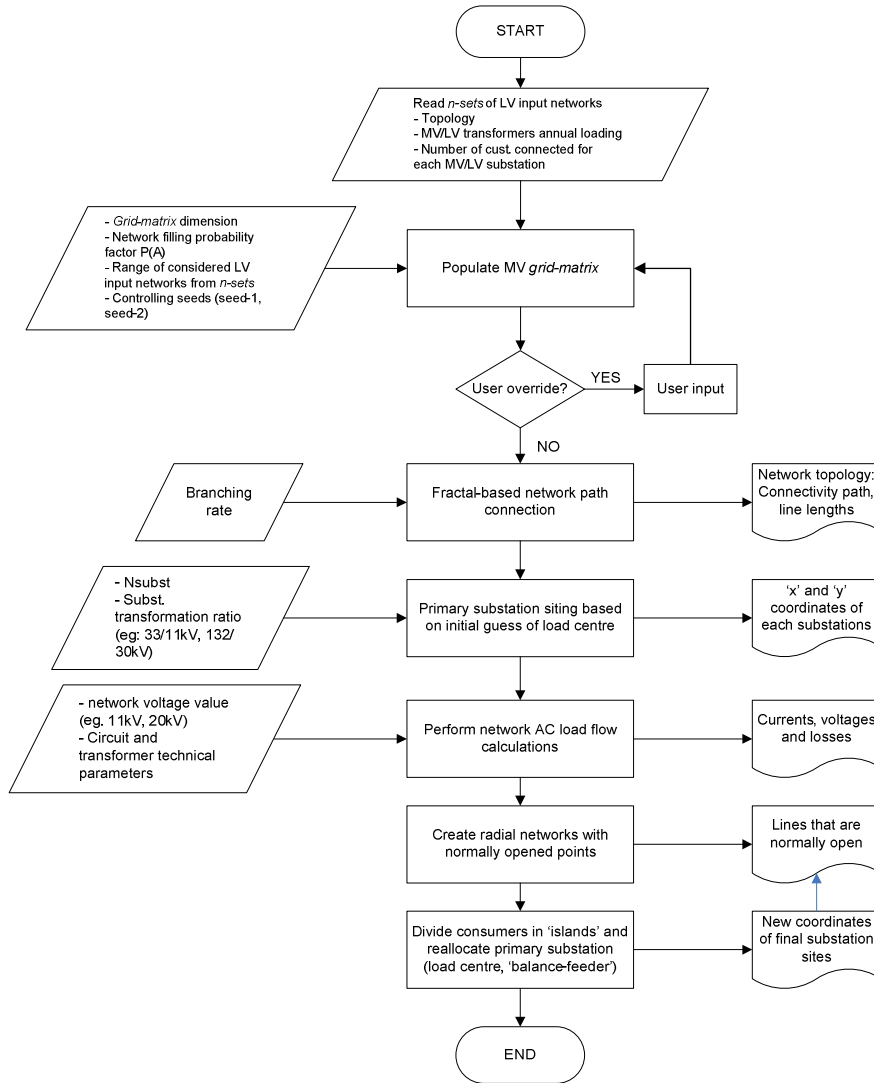 START
Read n-sets of LV input networks
- Topology
- MV/LV transformers annual loading
- Number of cust. connected for
each MV/LV substation
- Grid-matrix dimension
- Network filling probability
factor P(A)
- Range of considered LV
input networks from n-sets
- Controlling seeds (seed-1,
seed-2)
Populate MV grid-matrix
User override?
YES
User input
NO
Branching
rate
Fractal-based network path
connection
Network topology:
Connectivity path,
line lengths
- Nsubst
- Subst.
transformation ratio
(eg: 33/11kV, 132/
30kV)
Primary substation siting based
on initial guess of load centre
‘x’ and ‘y’
coordinates of
each substations
- network voltage value
(eg. 11kV, 20kV)
- Circuit and
transformer technical
parameters
Perform network AC load flow
calculations
Currents, voltages
and losses
Create radial networks with
normally opened points
Lines that are
normally open
Divide consumers in ‘islands’ and
reallocate primary substation
(load centre, ‘balance-feeder’)
New coordinates
of final substation
sites
END